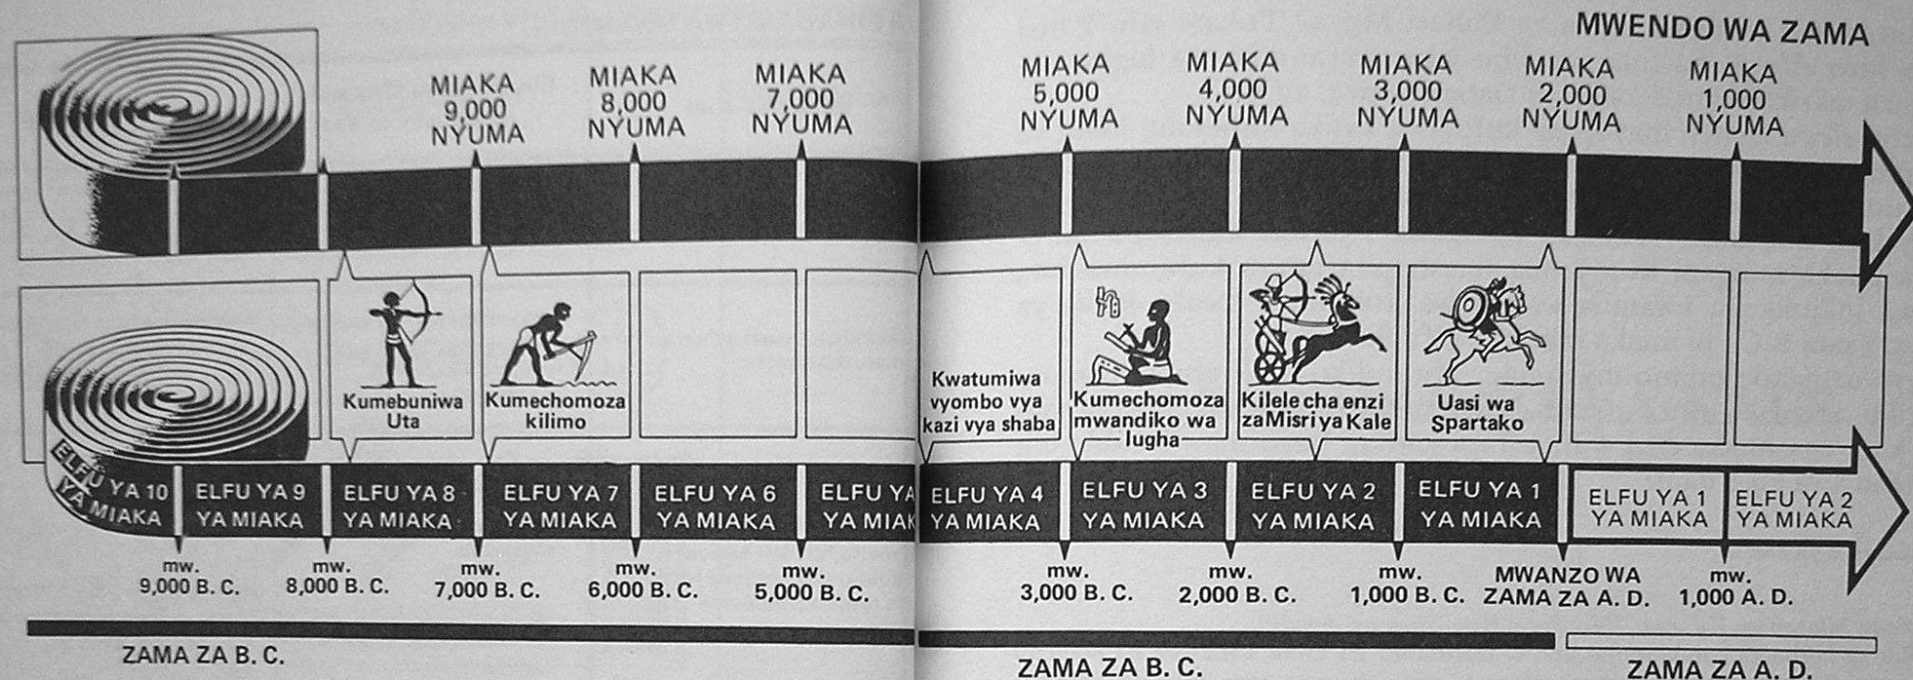 MWENDO WA ZAMA
MIAKA
9,000
NYUMA
MIAKA
8,000
NYUMA
MIAKA
7,000
NYUMA
MIAKA
5,000
NYUMA
MIAKA
4,000
NYUMA
MIAKA
3,000
NYUMA
MIAKA
2,000
NYUMA
MIAKA
1,000
NYUMA
Kumebuniwa
Uta
Kumechomoza
kilimo
Kwatumiwa
vyombo vya
kazi vya shaba
Kumechomoza
mwandiko wa
lugha
Kilele cha enzi
za Misri ya Kale
Uasi wa
Spartako
ELFU YA 10
YA MIAKA
ELFU YA 9
YA MIAKA
ELFU YA 8
YA MIAKA
ELFU YA 7
YA MIAKA
ELFU YA 6
YA MIAKA
ELFU YA
YA MIAK
ELFU YA 4
YA MIAKA
ELFU YA 3
YA MIAKA
ELFU YA 2
YA MIAKA
ELFU YA 1
YA MIAKA
ELFU YA 1
YA MIAKA
ELFU YA 2
YA MIAKA
mw.
9,000 B. C.
mw.
8,000 B. C.
mw.
7,000 B. C.
mw.
6,000 B. C.
mw.
5,000 B. C.
mw.
3,000 B. C.
mw.
2,000 B. C.
mw.
1,000 B. C.
MWANZO WA
ZAMA ZA A. D.
mw.
1,000 A. D.
ZAMA ZA B. C.
ZAMA ZA B. C.
ZAMA ZA A. D.